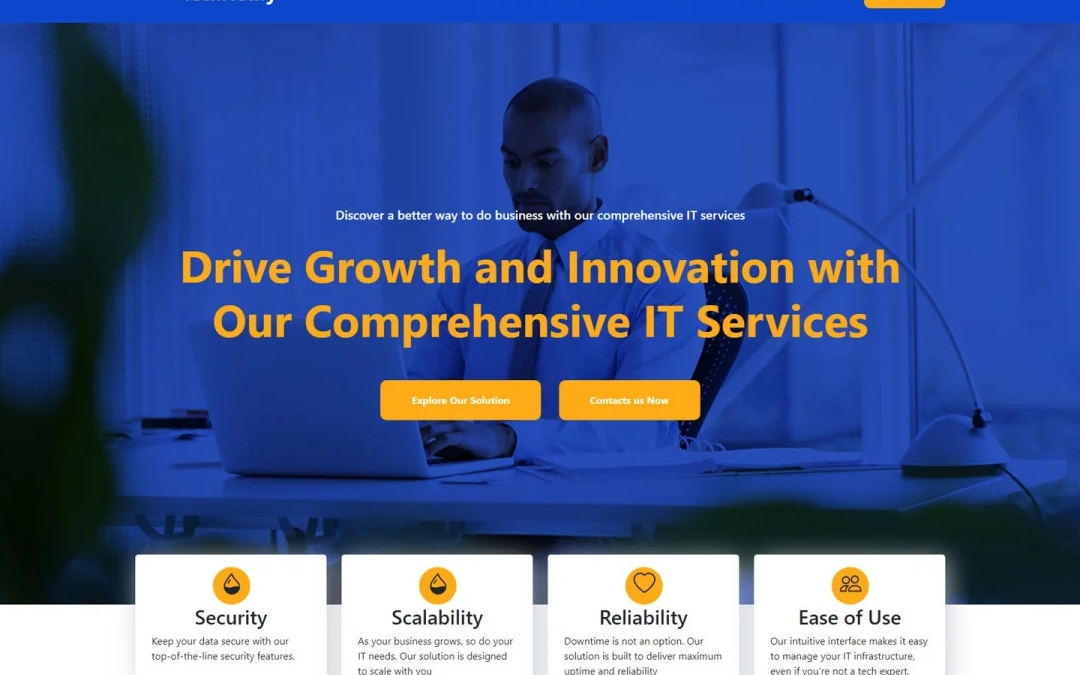 Discover a better way to do business with our comprehensive IT services
Drive Growth and Innovation with
Our Comprehensive IT Services
Explore Our Solution
Contacts us Now
Security
Keep your data secure with our
top-of-the-line security features.
Scalability
As your business grows, so do your
IT needs. Our solution is designed
to scale with you
Reliability
Downtime is not an option. Our
solution is built to deliver maximum
uptime and reliability
Ease of Use
Our intuitive interface makes it easy
to manage your IT infrastructure,
even if you're not a tech expert.